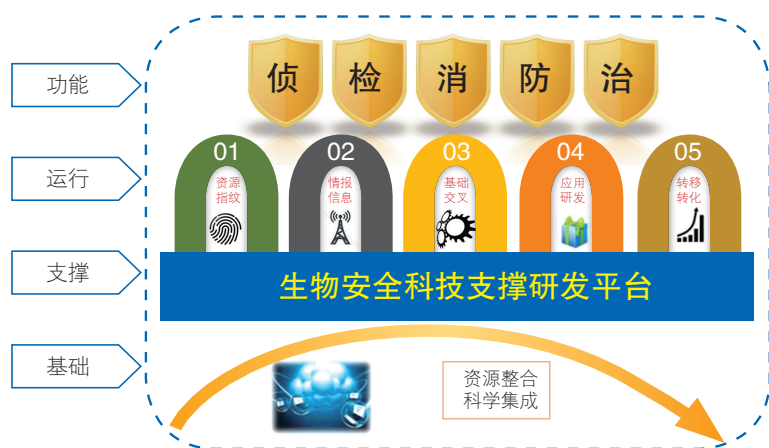 功能
侦 检 消 防 治
运行
01
资源
指纹
02
情报
信息
03
基础
交叉
04
应用
研发
05
转移
转化
支撑
生物安全科技支撑研发平台
基础
资源整合
科学集成